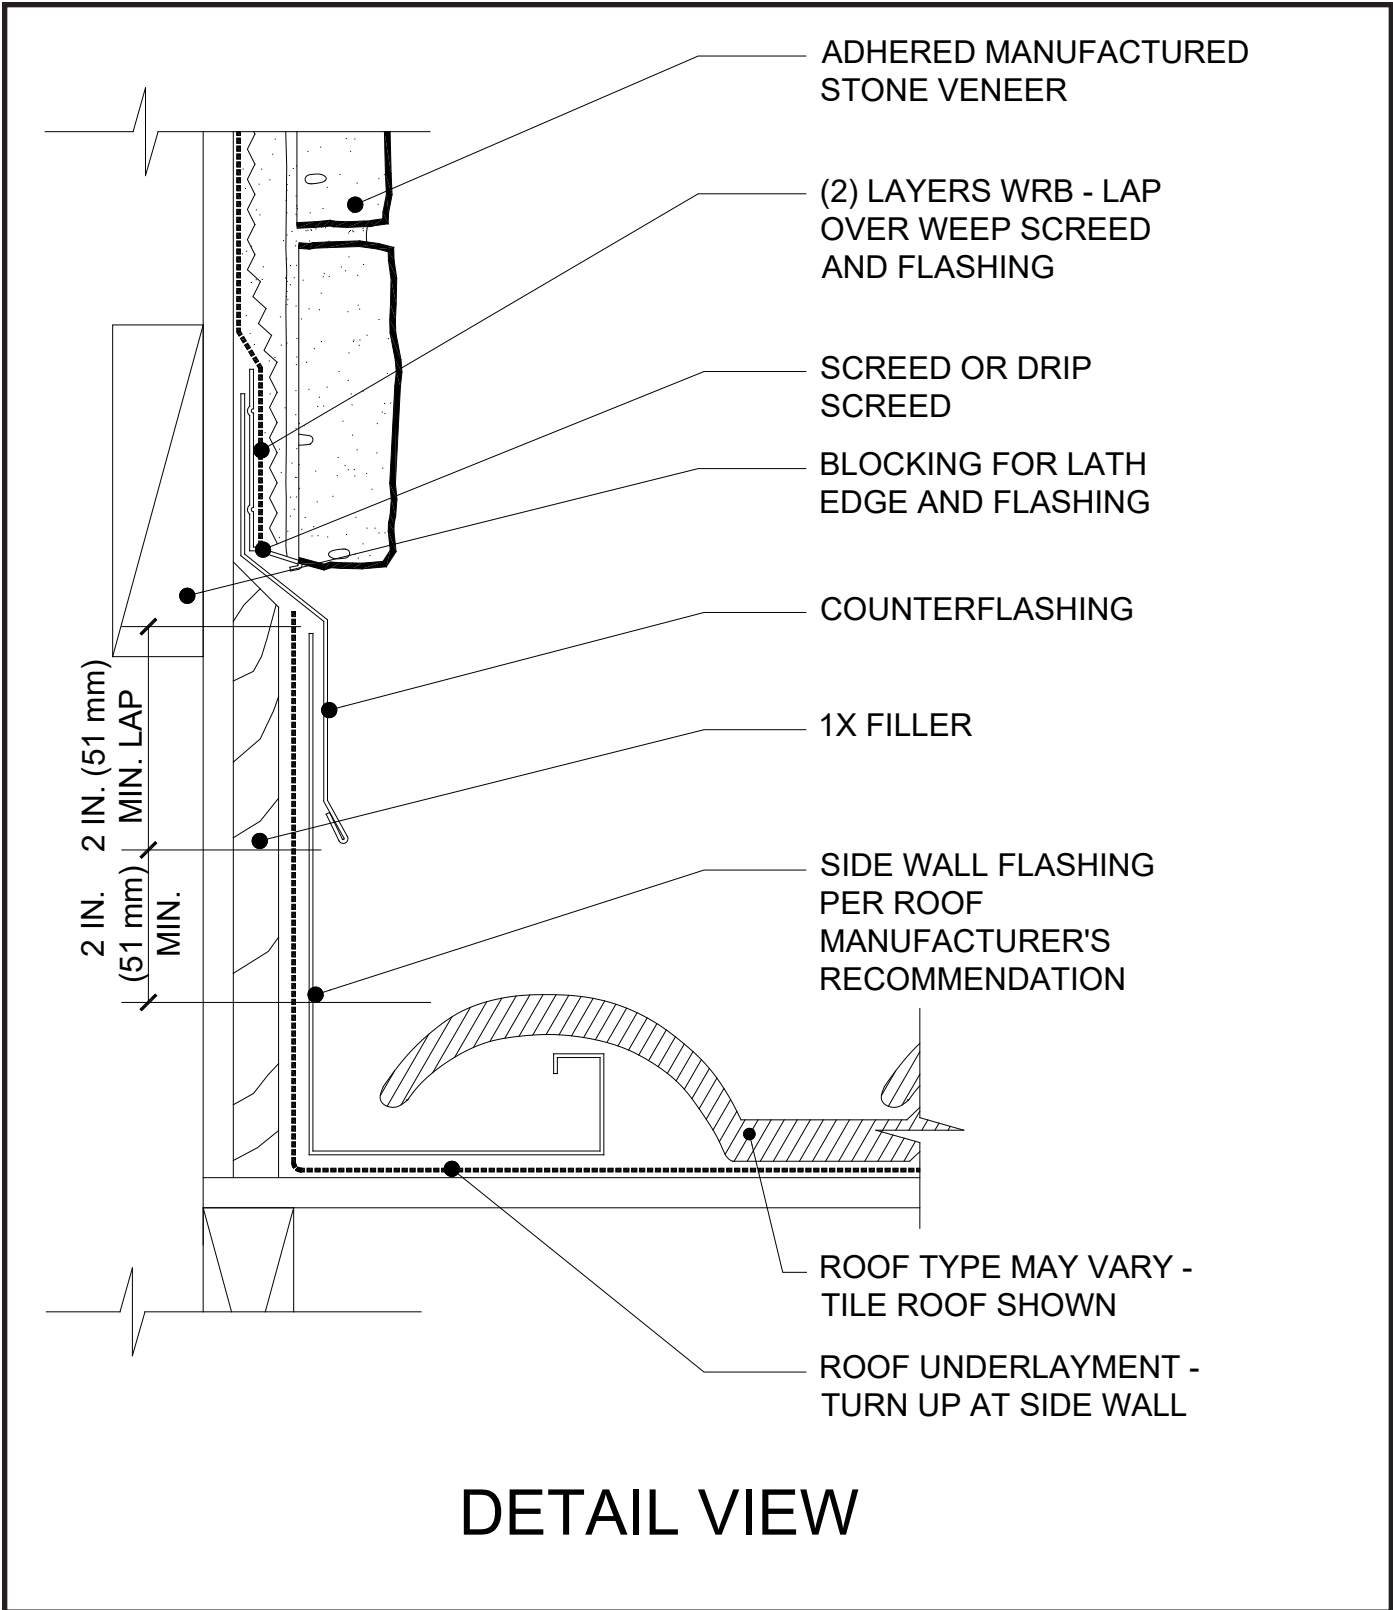 ADHERED MANUFACTURED
STONE VENEER
(2) LAYERS WRB - LAP
OVER WEEP SCREED
AND FLASHING
SCREED OR DRIP
SCREED
BLOCKING FOR LATH
EDGE AND FLASHING
COUNTERFLASHING
1X FILLER
2 IN. (51 mm)
MIN. LAP
2 IN.
(51 mm)
MIN.
SIDE WALL FLASHING
PER ROOF
MANUFACTURER'S
RECOMMENDATION
ROOF TYPE MAY VARY -
TILE ROOF SHOWN
ROOF UNDERLAYMENT -
TURN UP AT SIDE WALL
DETAIL VIEW